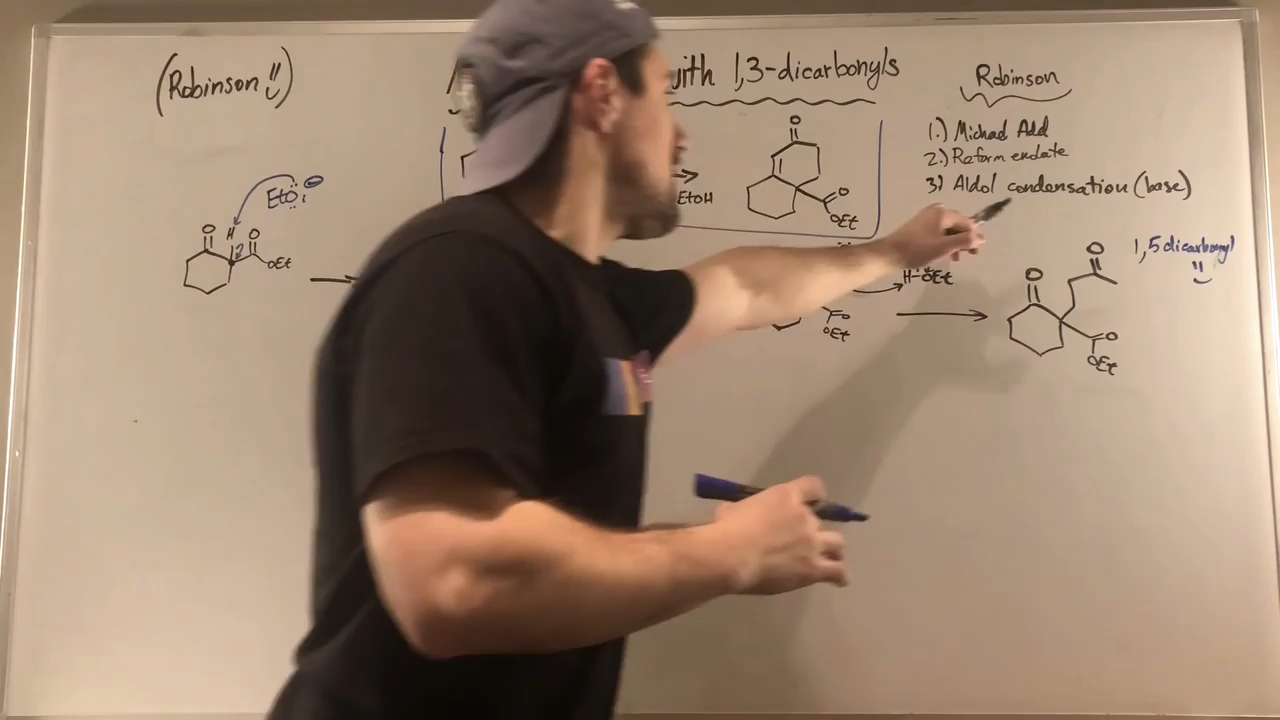 (Robinson )
with 1,3-dicarbonyls
Robinson
1.) Michael Add
2.) Reform enolate
3) Aldol condensation (base)
EtO
H
O
O
OEt
O
EtOH
O
OEt
H-OEt
O
OEt
O
O
O
OEt
1,5 dicarbonyl